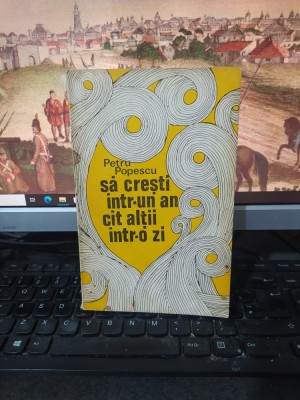 Petru
Popescu
să crești
într-un an
cît alții
într-o zi